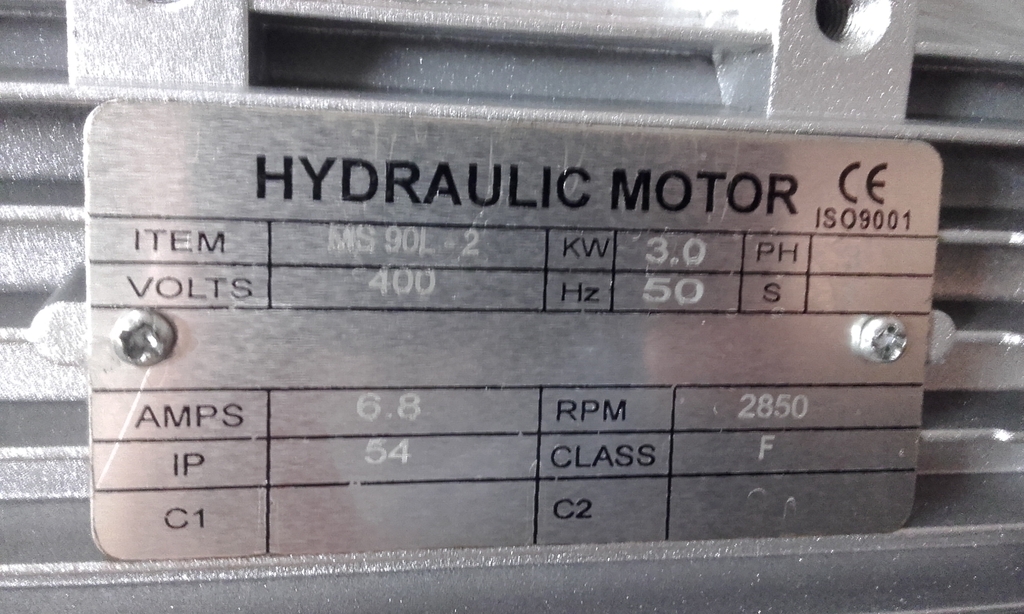 HYDRAULIC MOTOR CE
ISO9001
ITEM MS 90L-2 KW 3.0 PH
VOLTS 400 Hz 50 S
AMPS 6.8 RPM 2850
IP 54 CLASS F
C1 C2